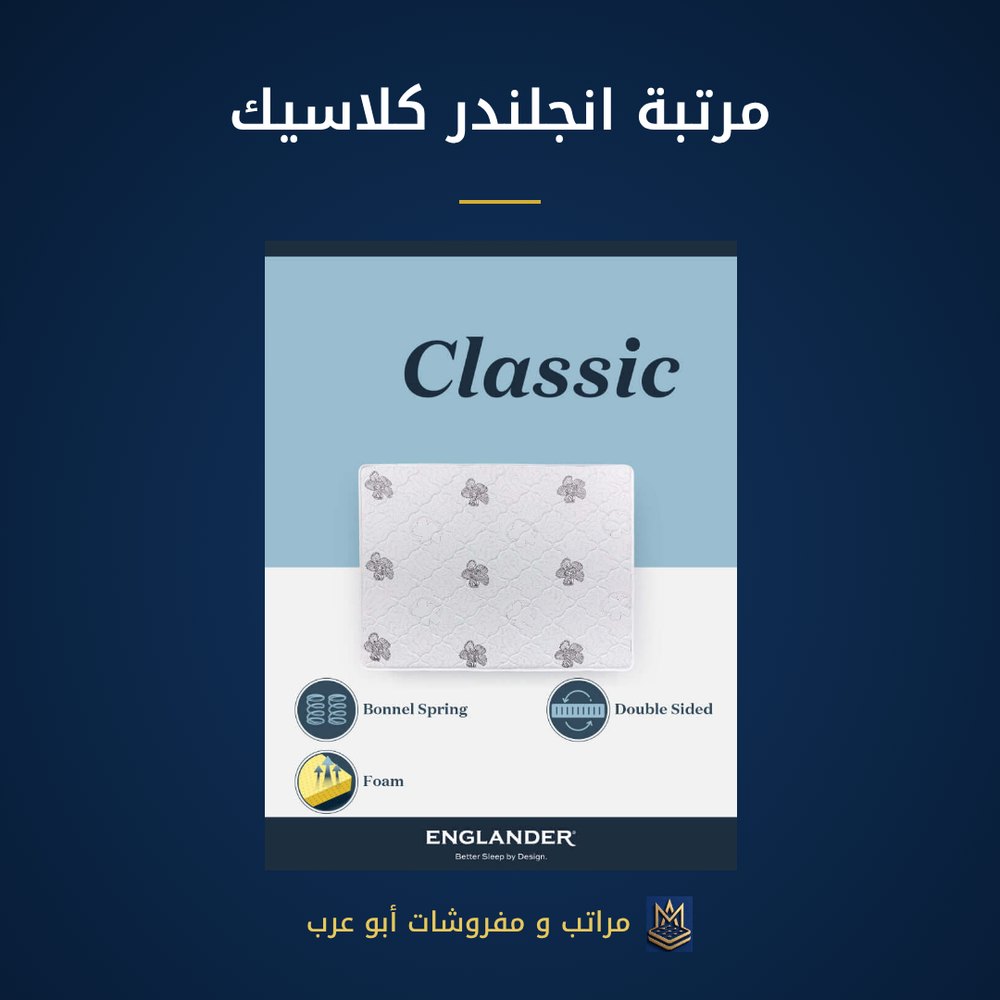 مرتبة انجلندر كلاسيك
Classic
Bonnel Spring
Double Sided
Foam
ENGLANDER®
Better Sleep by Design.
مراتب و مفروشات أبو عرب